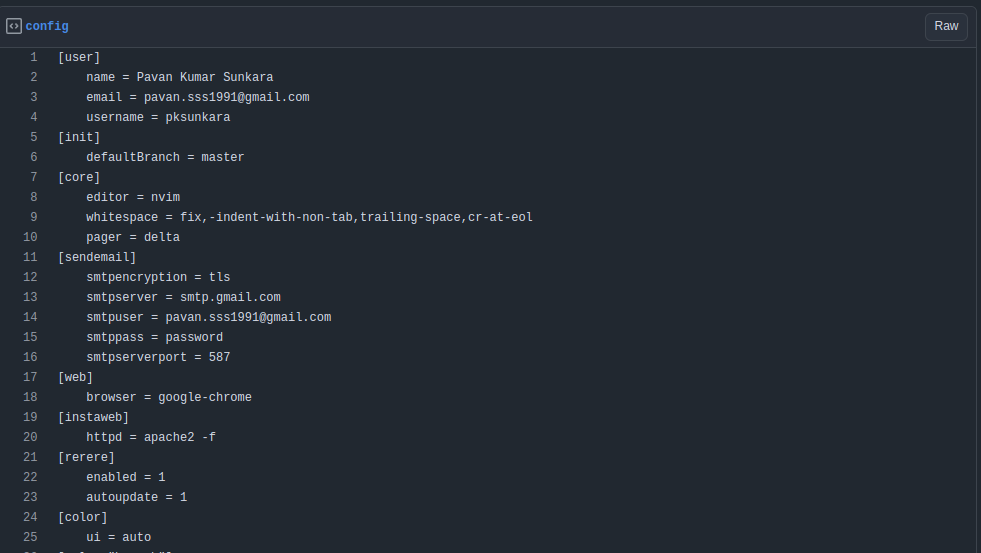 config
Raw
1 [user]
2 name = Pavan Kumar Sunkara
3 email = pavan.sss1991@gmail.com
4 username = pksunkara
5 [init]
6 defaultBranch = master
7 [core]
8 editor = nvim
9 whitespace = fix,-indent-with-non-tab,trailing-space,cr-at-eol
10 pager = delta
11 [sendemail]
12 smtpencryption = tls
13 smtpserver = smtp.gmail.com
14 smtpuser = pavan.sss1991@gmail.com
15 smtppass = password
16 smtpserverport = 587
17 [web]
18 browser = google-chrome
19 [instaweb]
20 httpd = apache2 -f
21 [rerere]
22 enabled = 1
23 autoupdate = 1
24 [color]
25 ui = auto